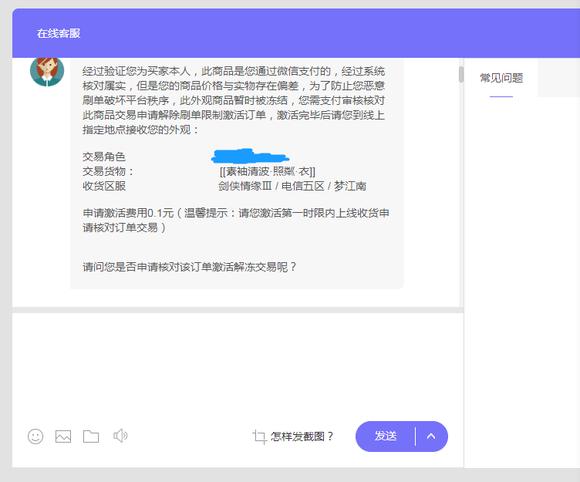 在线客服
常见问题
经过验证您为买家本人，此商品是您通过微信支付的，经过系统
核对属实，但是您的商品价格与实物存在偏差，为了防止您恶意
刷单破坏平台秩序，此外观商品暂时被冻结，您需支付审核核对
此商品交易申请解除刷单限制激活订单，激活完毕后请您到线上
指定地点接收您的外观：
交易角色
交易货物： [[素袖清波·照粼·衣]]
收货区服 剑侠情缘Ⅲ / 电信五区 / 梦江南
申请激活费用0.1元（温馨提示：请您激活第一时限内上线收货申
请核对订单交易）
请问您是否申请核对该订单激活解冻交易呢？
怎样发截图？
发送